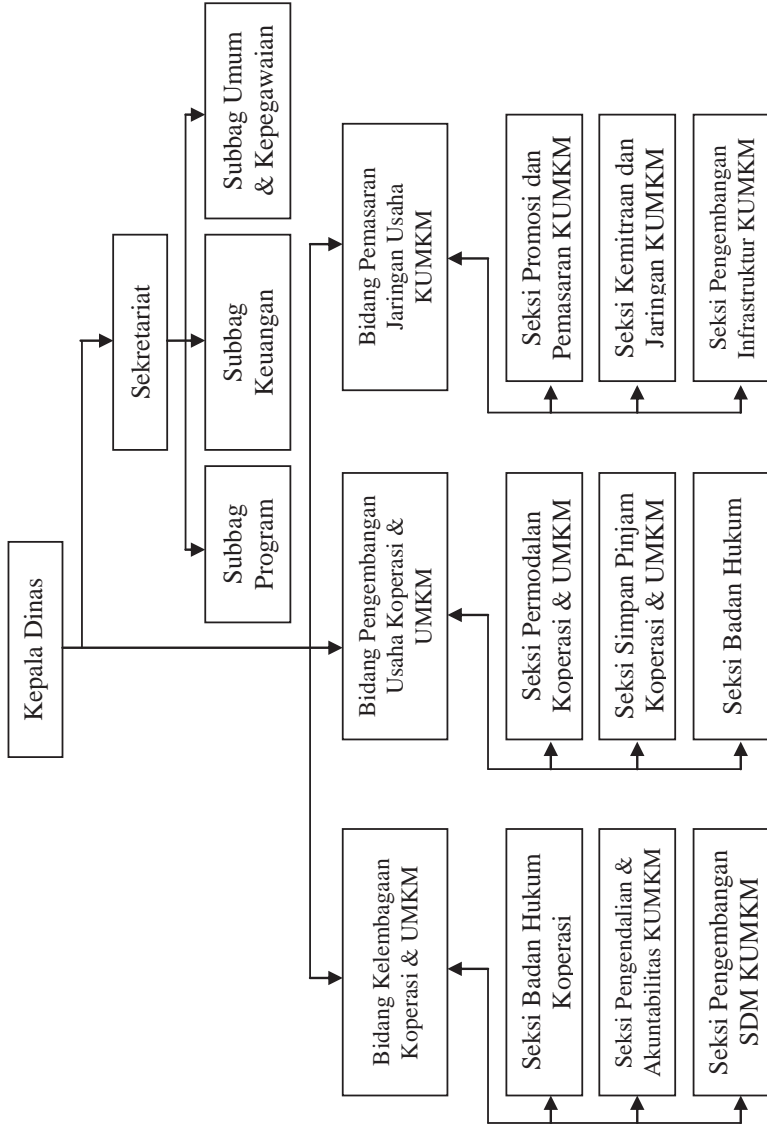 Kepala Dinas
Sekretariat
Subbag
Program
Subbag
Keuangan
Subbag Umum
& Kepegawaian
Bidang Kelembagaan
Koperasi & UMKM
Bidang Pengembangan
Usaha Koperasi &
UMKM
Bidang Pemasaran
Jaringan Usaha
KUMKM
Seksi Badan Hukum
Koperasi
Seksi Pengendalian &
Akuntabilitas KUMKM
Seksi Pengembangan
SDM KUMKM
Seksi Permodalan
Koperasi & UMKM
Seksi Simpan Pinjam
Koperasi & UMKM
Seksi Badan Hukum
Seksi Promosi dan
Pemasaran KUMKM
Seksi Kemitraan dan
Jaringan KUMKM
Seksi Pengembangan
Infrastruktur KUMKM